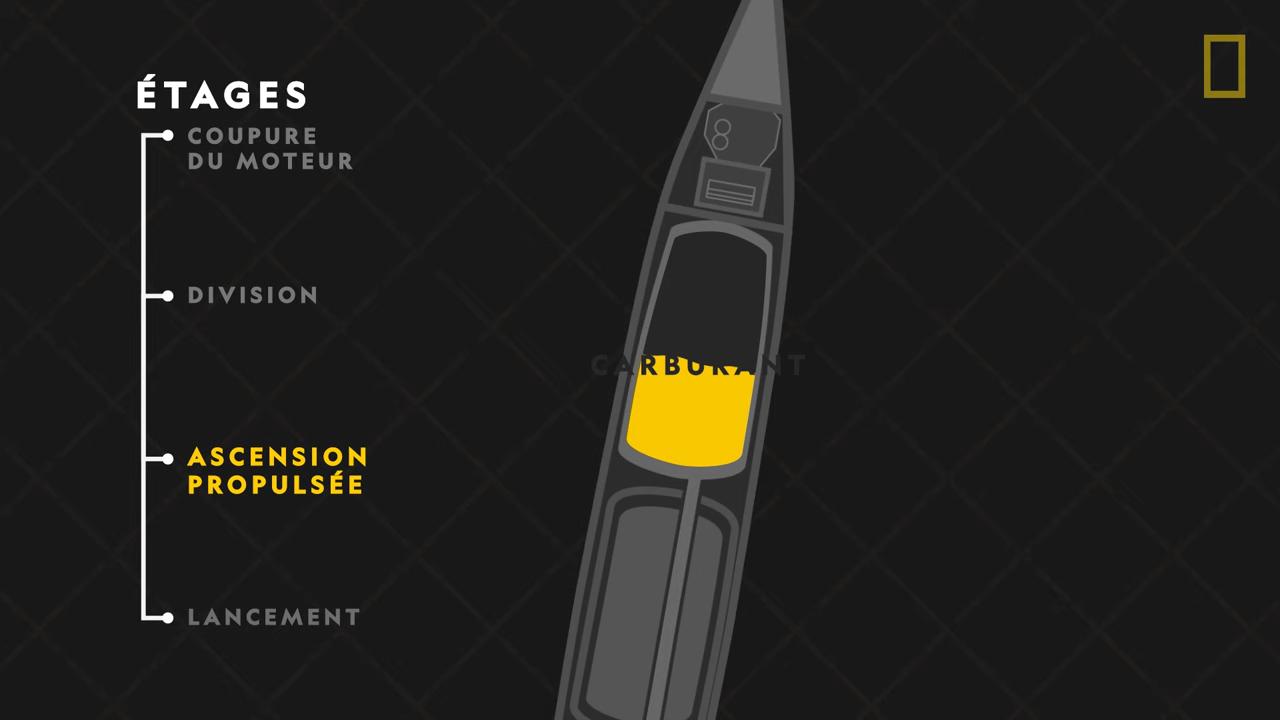 ÉTAGES
COUPURE
DU MOTEUR
DIVISION
CARBURANT
ASCENSION
PROPULSÉE
LANCEMENT